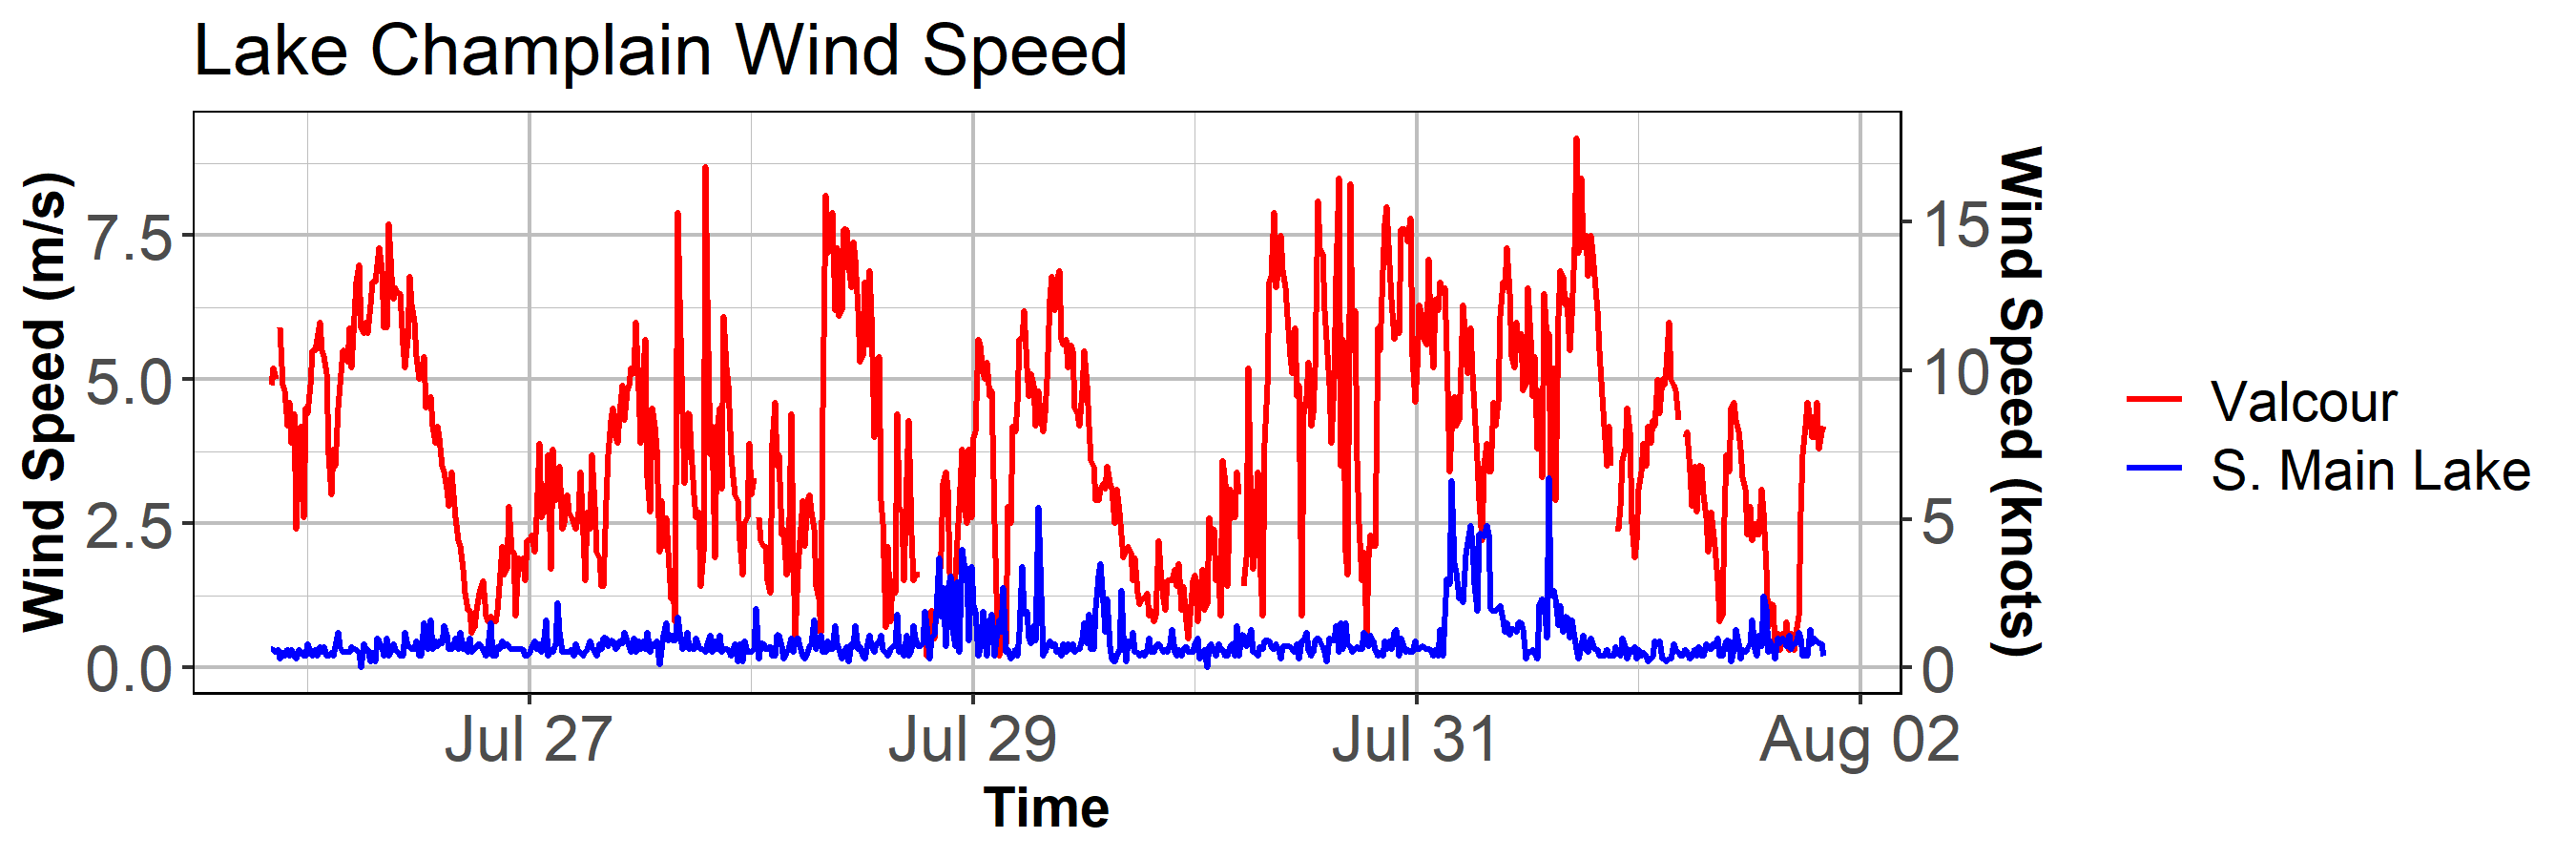 Lake Champlain Wind Speed
Wind Speed (m/s)
7.5
5.0
2.5
0.0
15
10
5
0
Wind Speed (knots)
Jul 27
Jul 29
Jul 31
Aug 02
Time
Valcour
S. Main Lake